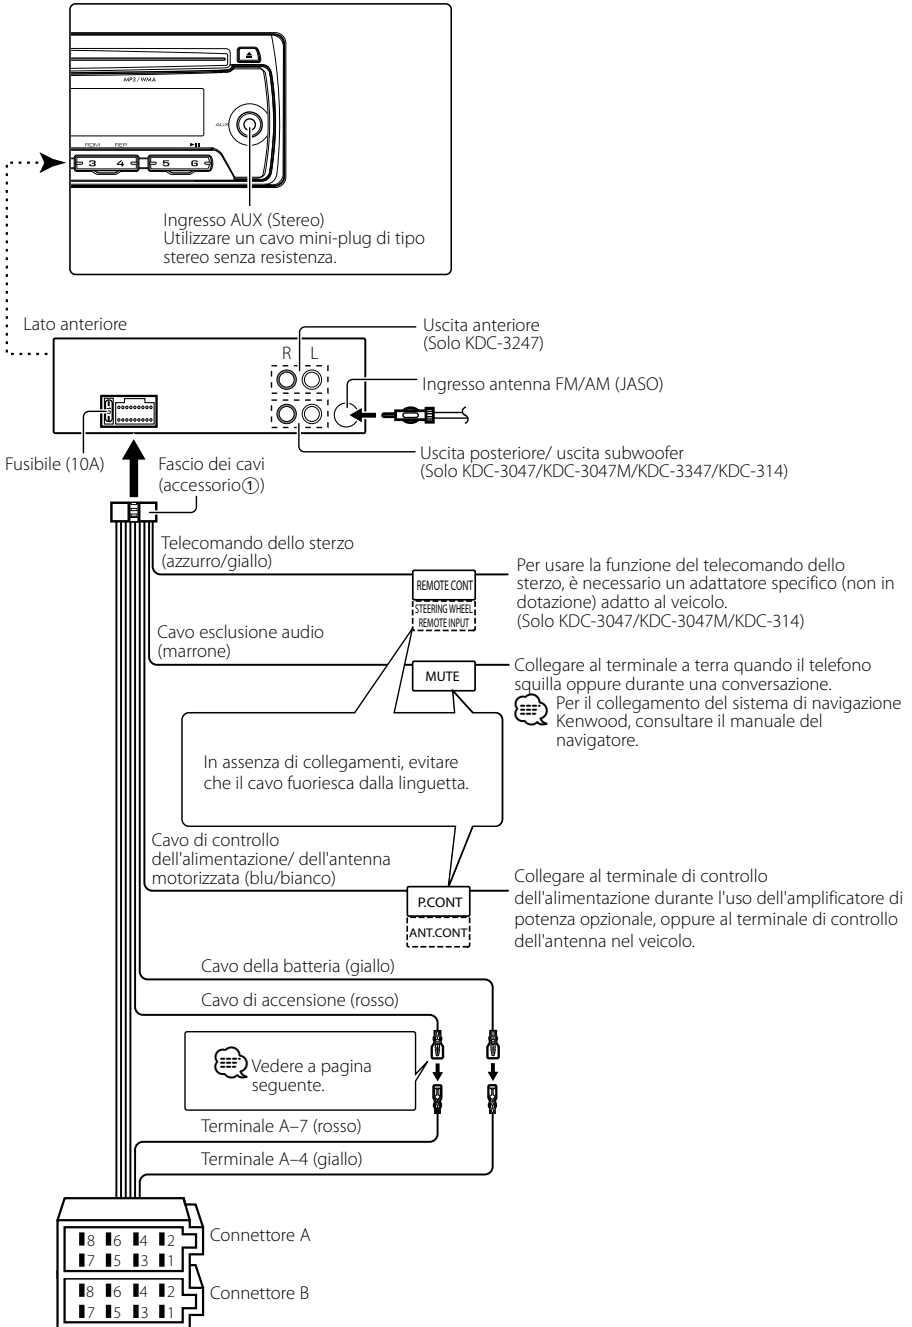 MP3/WMA
AUX
RDM REP
3 4 5 6
Ingresso AUX (Stereo)
Utilizzare un cavo mini-plug di tipo
stereo senza resistenza.
Lato anteriore
R L
Uscita anteriore
(Solo KDC-3247)
Ingresso antenna FM/AM (JASO)
Uscita posteriore/ uscita subwoofer
(Solo KDC-3047/KDC-3047M/KDC-3347/KDC-314)
Fusibile (10A)
Fascio dei cavi
(accessorio①)
Telecomando dello sterzo
(azzurro/giallo)
REMOTE CONT
STEERING WHEEL
REMOTE INPUT
Per usare la funzione del telecomando dello
sterzo, è necessario un adattatore specifico (non in
dotazione) adatto al veicolo.
(Solo KDC-3047/KDC-3047M/KDC-314)
Cavo esclusione audio
(marrone)
MUTE
Collegare al terminale a terra quando il telefono
squilla oppure durante una conversazione.
Per il collegamento del sistema di navigazione
Kenwood, consultare il manuale del
navigatore.
In assenza di collegamenti, evitare
che il cavo fuoriesca dalla linguetta.
Cavo di controllo
dell'alimentazione/ dell'antenna
motorizzata (blu/bianco)
P.CONT
ANT.CONT
Collegare al terminale di controllo
dell'alimentazione durante l'uso dell'amplificatore di
potenza opzionale, oppure al terminale di controllo
dell'antenna nel veicolo.
Cavo della batteria (giallo)
Cavo di accensione (rosso)
Vedere a pagina
seguente.
Terminale A–7 (rosso)
Terminale A–4 (giallo)
8 6 4 2
7 5 3 1
Connettore A
8 6 4 2
7 5 3 1
Connettore B